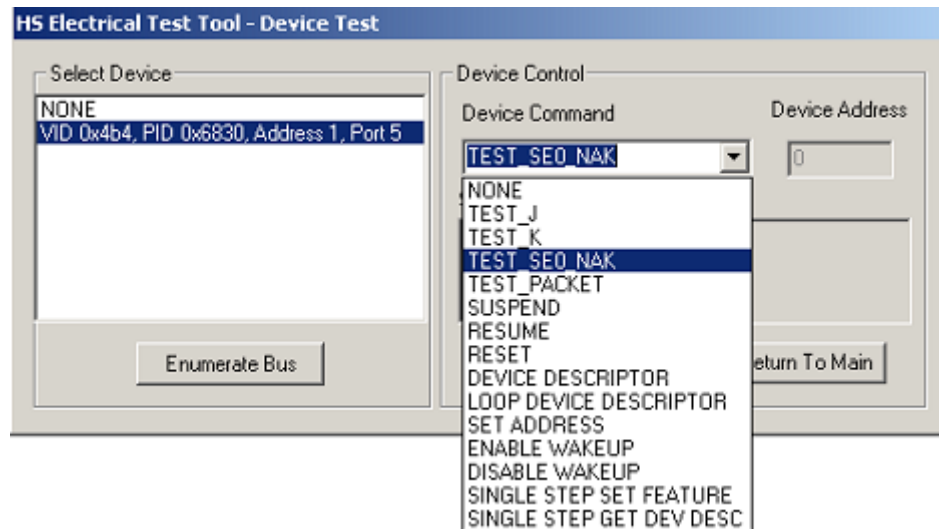 HS Electrical Test Tool - Device Test
Select Device
NONE
VID 0x4b4, PID 0x6830, Address 1, Port 5
Enumerate Bus
Device Control
Device Command
Device Address
TEST_SE0_NAK
0
NONE
TEST_J
TEST_K
TEST_SE0_NAK
TEST_PACKET
SUSPEND
RESUME
RESET
DEVICE DESCRIPTOR
LOOP DEVICE DESCRIPTOR
SET ADDRESS
ENABLE WAKEUP
DISABLE WAKEUP
SINGLE STEP SET FEATURE
SINGLE STEP GET DEV DESC
eturn To Main